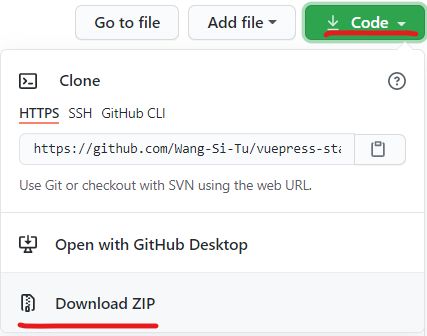 Go to file Add file Code
Clone
HTTPS SSH GitHub CLI
https://github.com/Wang-Si-Tu/vuepress-sta
Use Git or checkout with SVN using the web URL.
Open with GitHub Desktop
Download ZIP